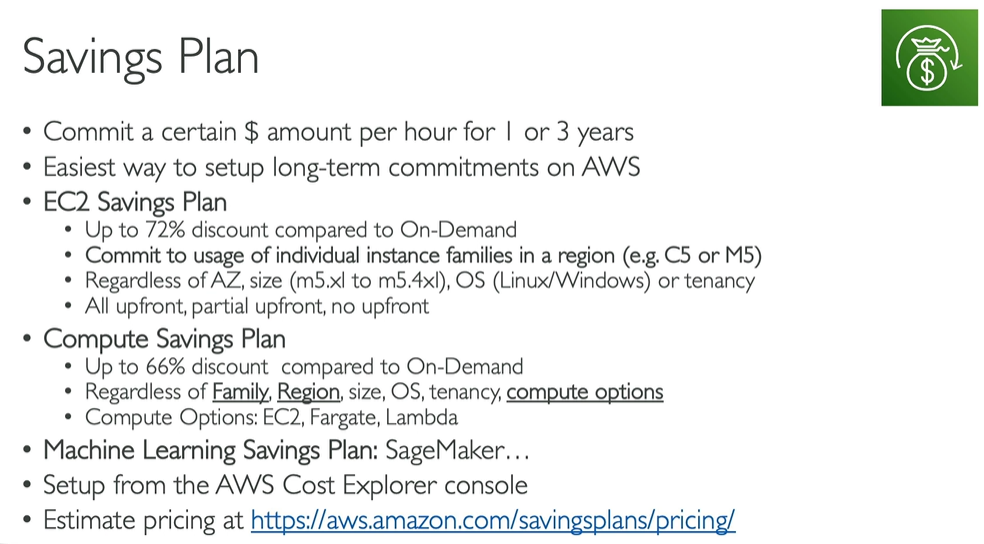 Savings Plan
$
• Commit a certain $ amount per hour for 1 or 3 years
• Easiest way to setup long-term commitments on AWS
• EC2 Savings Plan
• Up to 72% discount compared to On-Demand
• Commit to usage of individual instance families in a region (e.g. C5 or M5)
• Regardless of AZ, size (m5.xl to m5.4xl), OS (Linux/Windows) or tenancy
• All upfront, partial upfront, no upfront
• Compute Savings Plan
• Up to 66% discount compared to On-Demand
• Regardless of Family, Region, size, OS, tenancy, compute options
• Compute Options: EC2, Fargate, Lambda
• Machine Learning Savings Plan: SageMaker…
• Setup from the AWS Cost Explorer console
• Estimate pricing at https://aws.amazon.com/savingsplans/pricing/